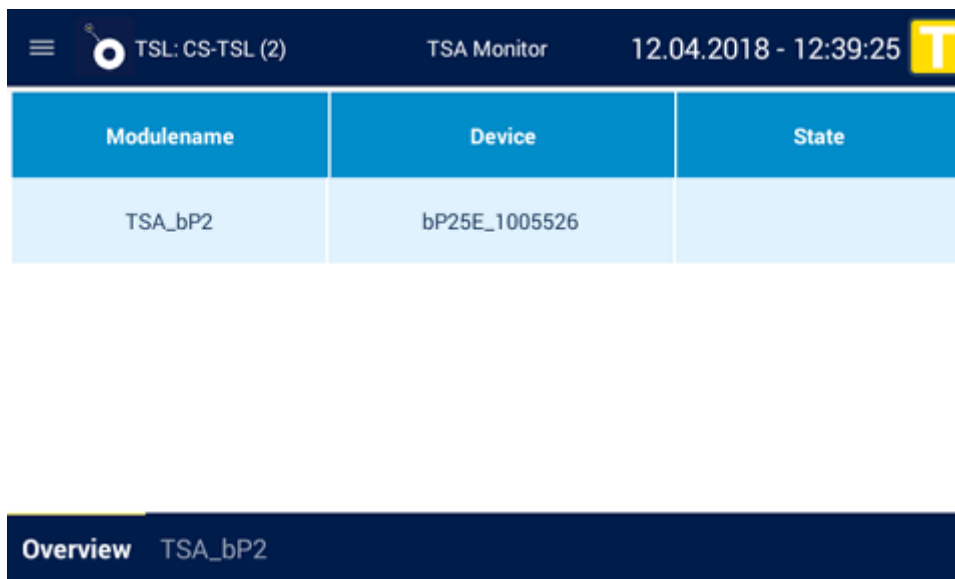 TSL: CS-TSL (2) TSA Monitor 12.04.2018 - 12:39:25 T
Modulename Device State
TSA_bP2 bP25E_1005526
Overview TSA_bP2